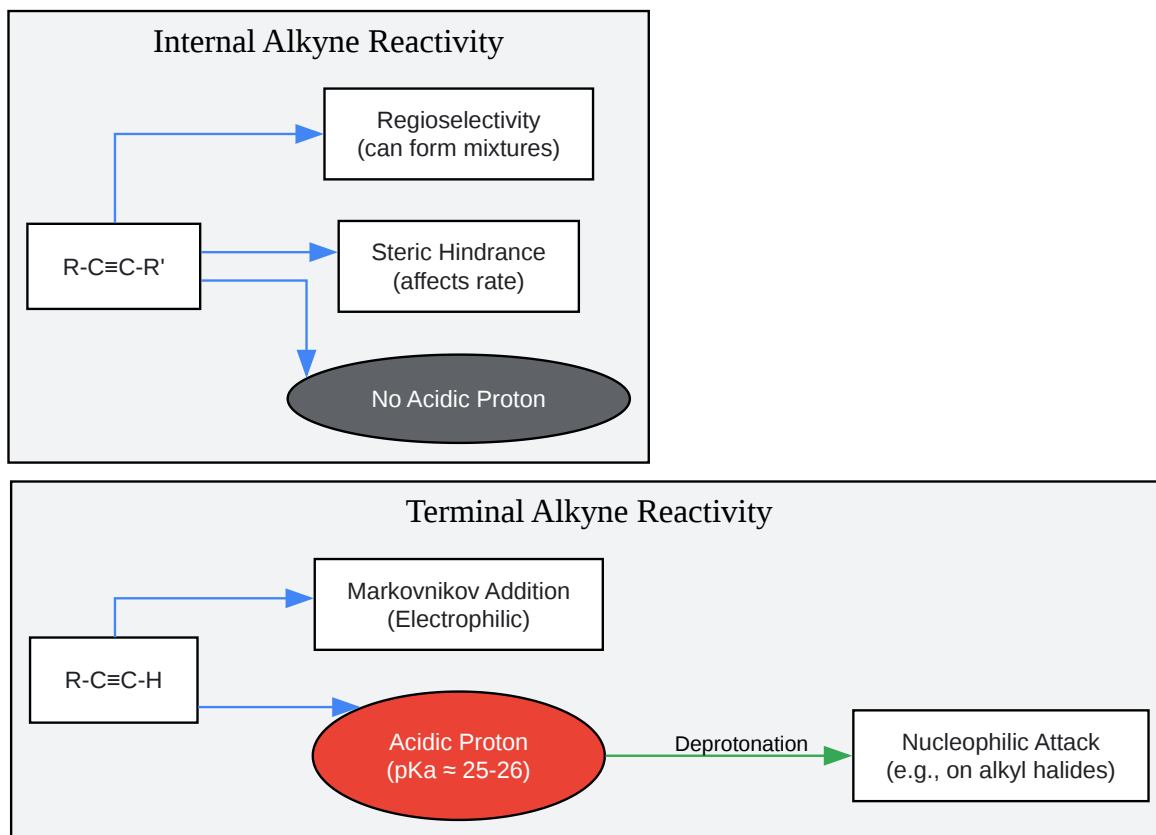 Internal Alkyne Reactivity
Regioselectivity
(can form mixtures)
R-C≡C-R'
Steric Hindrance
(affects rate)
No Acidic Proton
Terminal Alkyne Reactivity
Markovnikov Addition
(Electrophilic)
R-C≡C-H
Acidic Proton
(pKa ≈ 25-26)
Deprotonation
Nucleophilic Attack
(e.g., on alkyl halides)